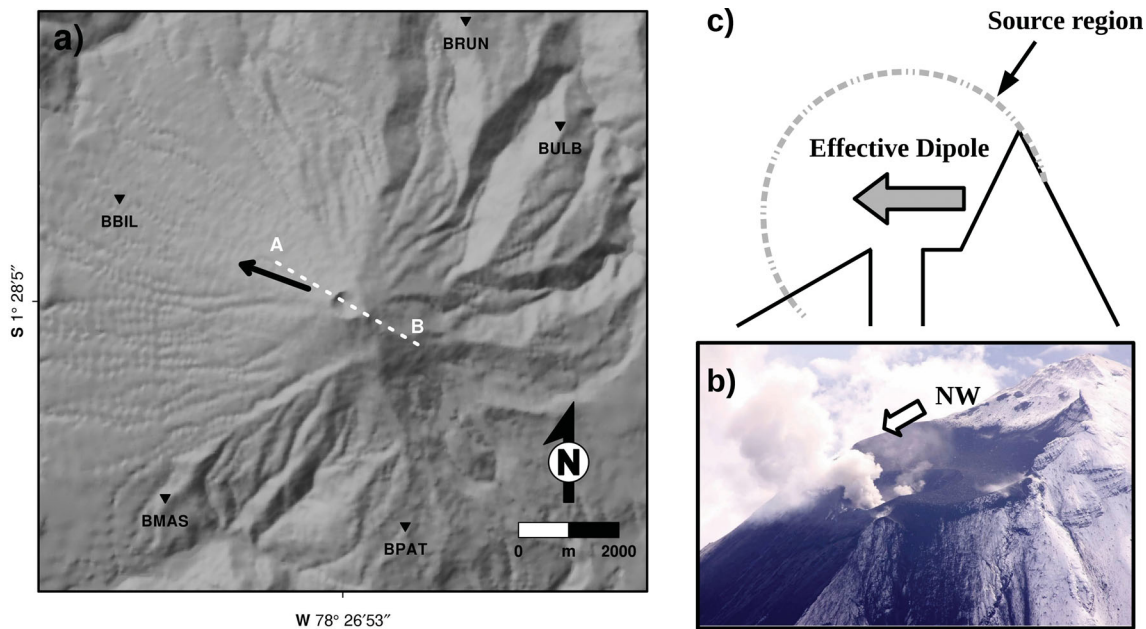 a)
BRUN
BULB
BBIL
A
B
S 1° 28′5″
N
BMAS
BPAT
0 m 2000
W 78° 26′53″
c)
Source region
Effective Dipole
b)
NW